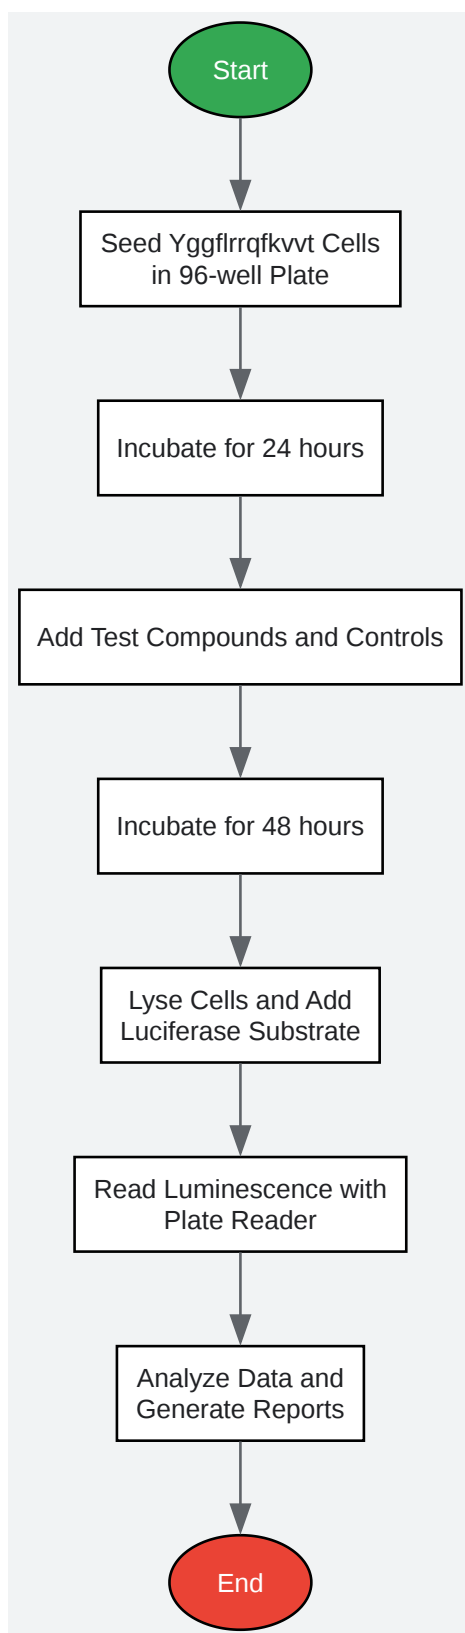 Start
Seed Yggflrrqfkvvt Cells
in 96-well Plate
Incubate for 24 hours
Add Test Compounds and Controls
Incubate for 48 hours
Lyse Cells and Add
Luciferase Substrate
Read Luminescence with
Plate Reader
Analyze Data and
Generate Reports
End